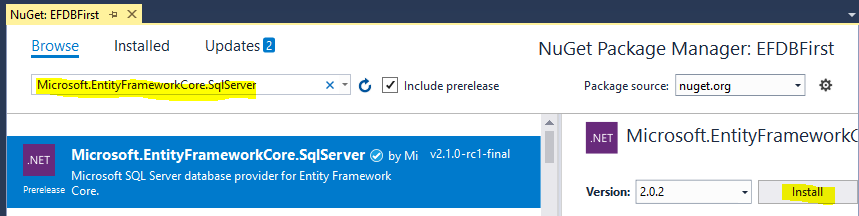 NuGet: EFDBFirst
Browse Installed Updates 2 NuGet Package Manager: EFDBFirst
Microsoft.EntityFrameworkCore.SqlServer Include prerelease Package source: nuget.org
.NET
Prerelease
Microsoft.EntityFrameworkCore.SqlServer by Mi v2.1.0-rc1-final
Microsoft SQL Server database provider for Entity Framework
Core.
.NET Microsoft.EntityFrameworkC
Version: 2.0.2 Install